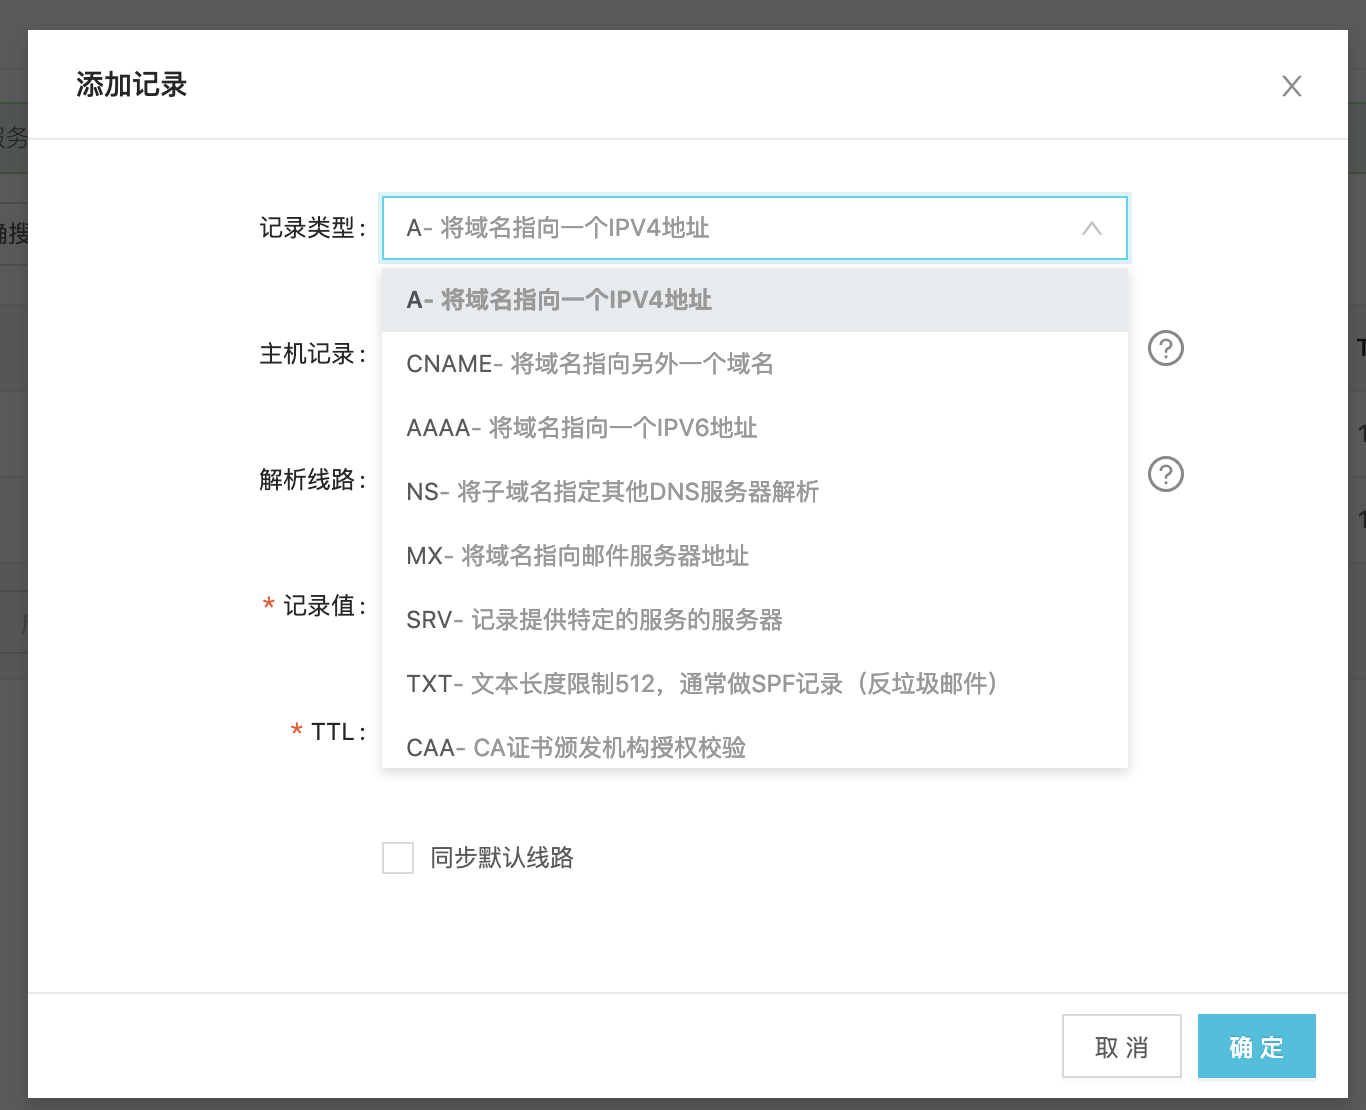 添加记录
服务
确搜
记录类型:
A- 将域名指向一个IPV4地址
A- 将域名指向一个IPV4地址
主机记录:
CNAME- 将域名指向另外一个域名
AAAA- 将域名指向一个IPV6地址
解析线路:
NS- 将子域名指定其他DNS服务器解析
MX- 将域名指向邮件服务器地址
* 记录值:
SRV- 记录提供特定的服务的服务器
TXT- 文本长度限制512，通常做SPF记录（反垃圾邮件）
* TTL:
CAA- CA证书颁发机构授权校验
同步默认线路
取 消
确 定